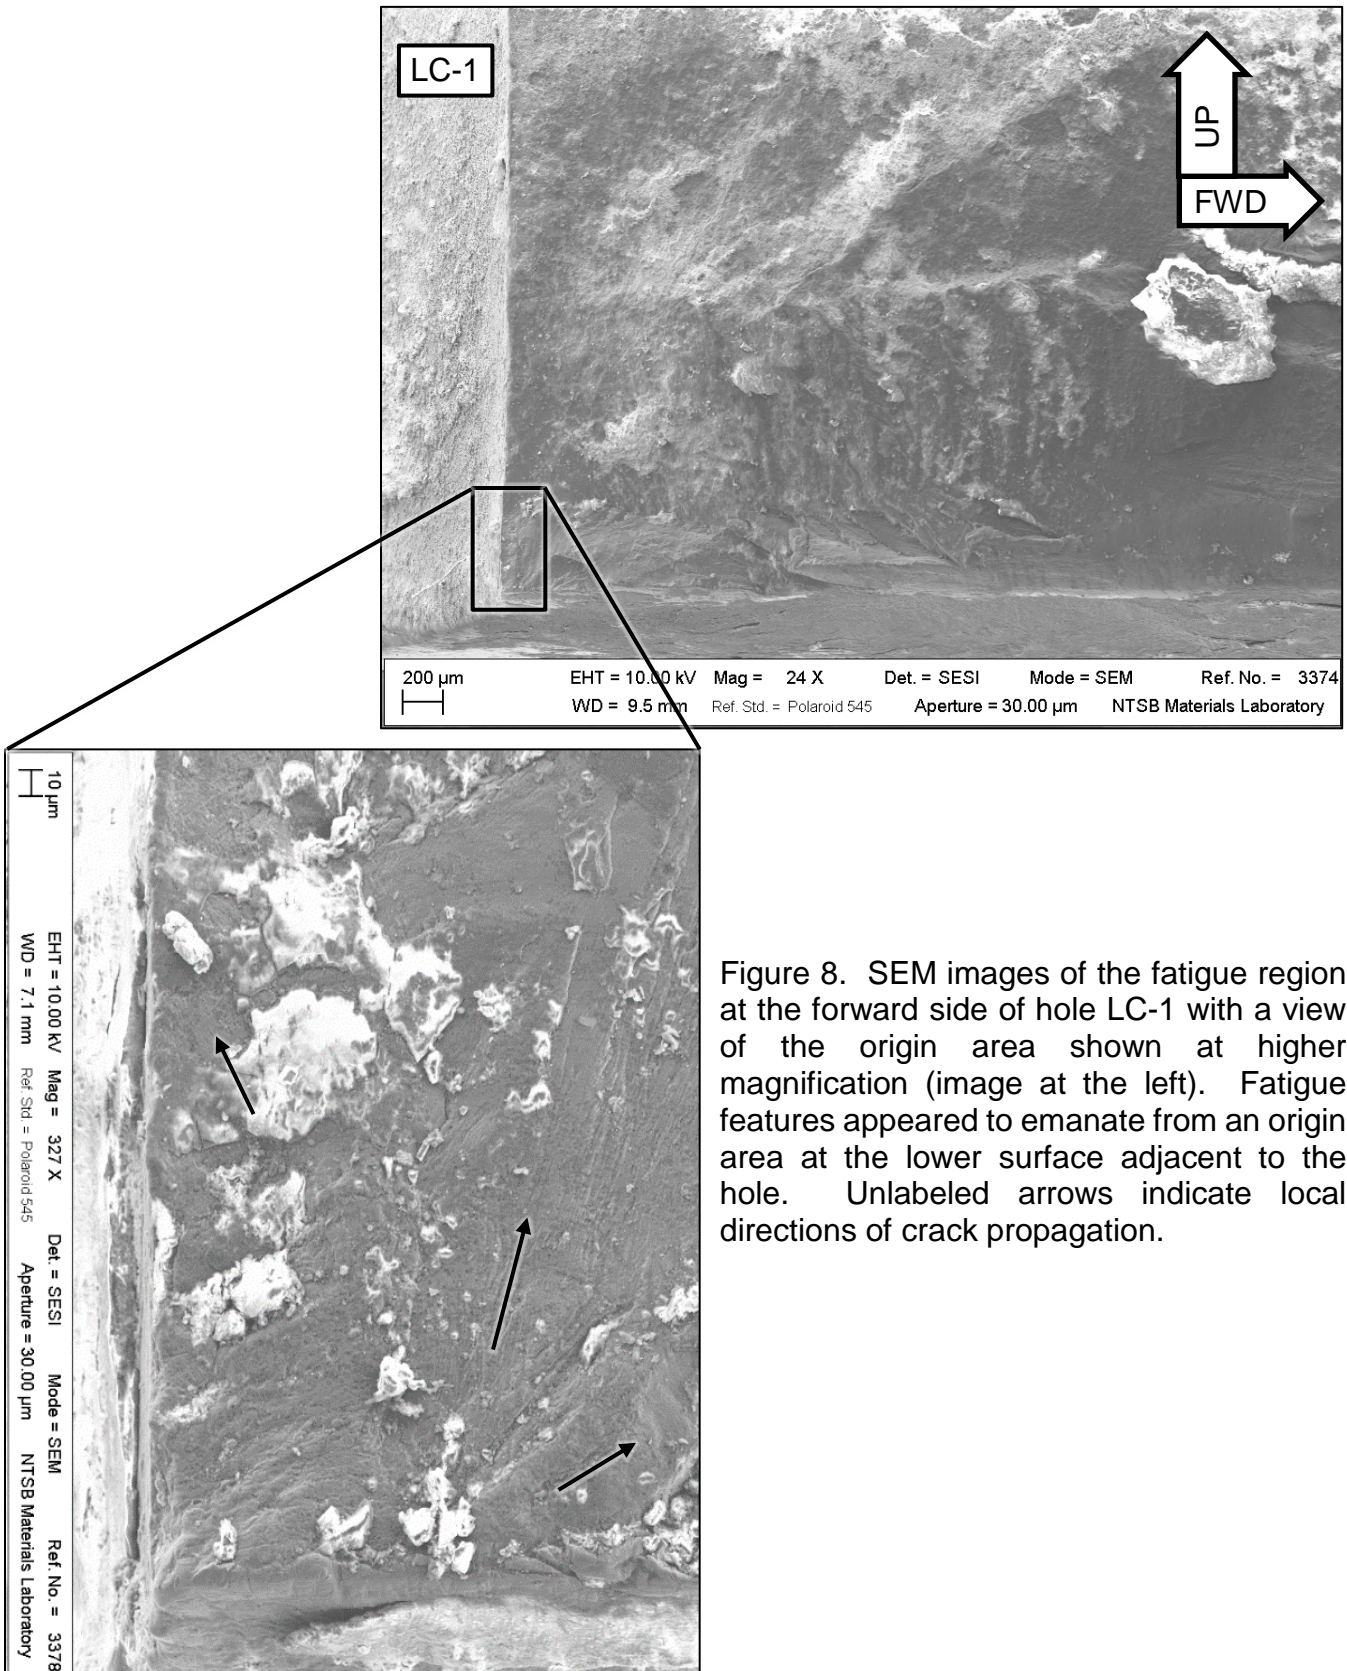 LC-1
UP
FWD
200 µm
EHT = 10.00 kV Mag = 24 X Det. = SESI Mode = SEM Ref. No. = 3374
WD = 9.5 mm Ref. Std. = Polaroid 545 Aperture = 30.00 µm NTSB Materials Laboratory
10 µm
EHT = 10.00 kV Mag = 327 X Det. = SESI Mode = SEM Ref. No. = 3378
WD = 7.1 mm Ref. Std. = Polaroid 545 Aperture = 30.00 µm NTSB Materials Laboratory
Figure 8. SEM images of the fatigue region
at the forward side of hole LC-1 with a view
of the origin area shown at higher
magnification (image at the left). Fatigue
features appeared to emanate from an origin
area at the lower surface adjacent to the
hole. Unlabeled arrows indicate local
directions of crack propagation.